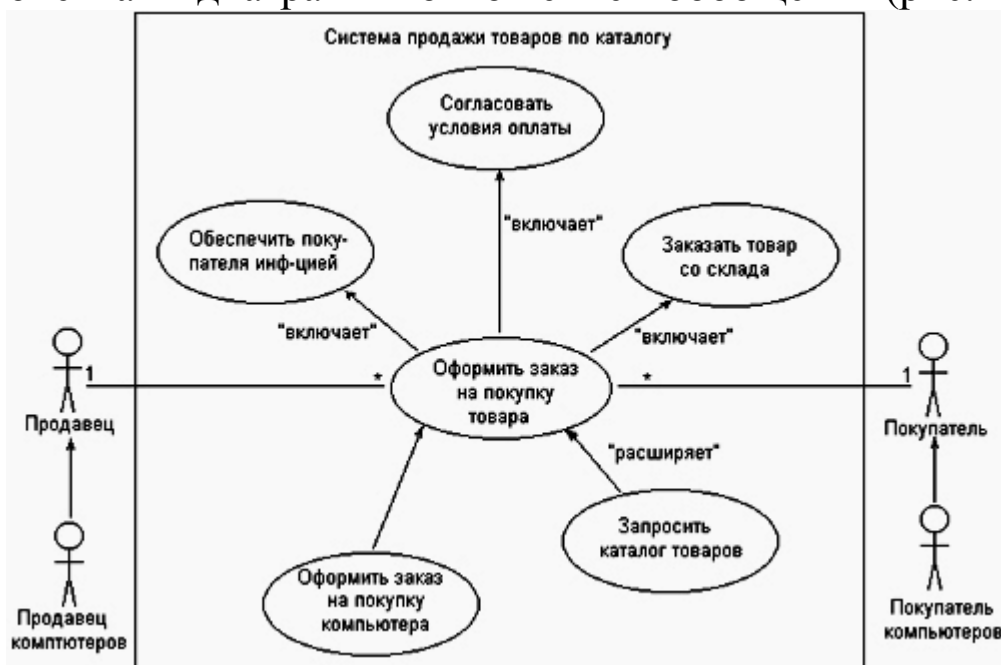 Система продажи товаров по каталогу
Согласовать
условия оплаты
"включает"
Обеспечить поку-
пателя инф-цией
Заказать товар
со склада
"включает"
"включает"
Оформить заказ
на покупку
товара
1
*
*
1
Продавец
Покупатель
"расширяет"
Запросить
каталог товаров
Оформить заказ
на покупку
компьютера
Продавец
комптютеров
Покупатель
компьютеров